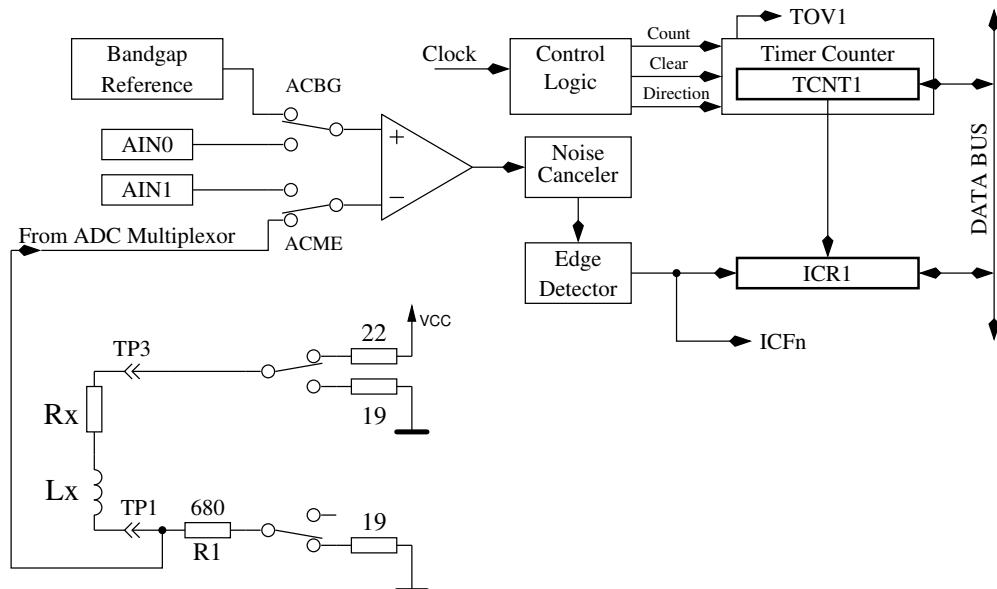 Bandgap
Reference
ACBG
AIN0
AIN1
ACME
From ADC Multiplexor
+
−
Clock
Control
Logic
Count
Clear
Direction
TOV1
Timer Counter
TCNT1
Noise
Canceler
Edge
Detector
ICR1
ICFn
DATA BUS
VCC
22
19
TP3
Rx
Lx
TP1
680
R1
19